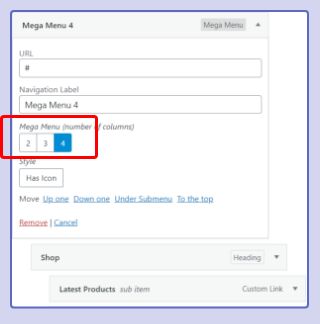 Mega Menu 4 Mega Menu ▲
URL
#
Navigation Label
Mega Menu 4
Mega Menu (number of columns)
2 3 4
Style
Has Icon
Move Up one Down one Under Submenu To the top
Remove | Cancel
Shop Heading ▼
Latest Products sub item Custom Link ▼